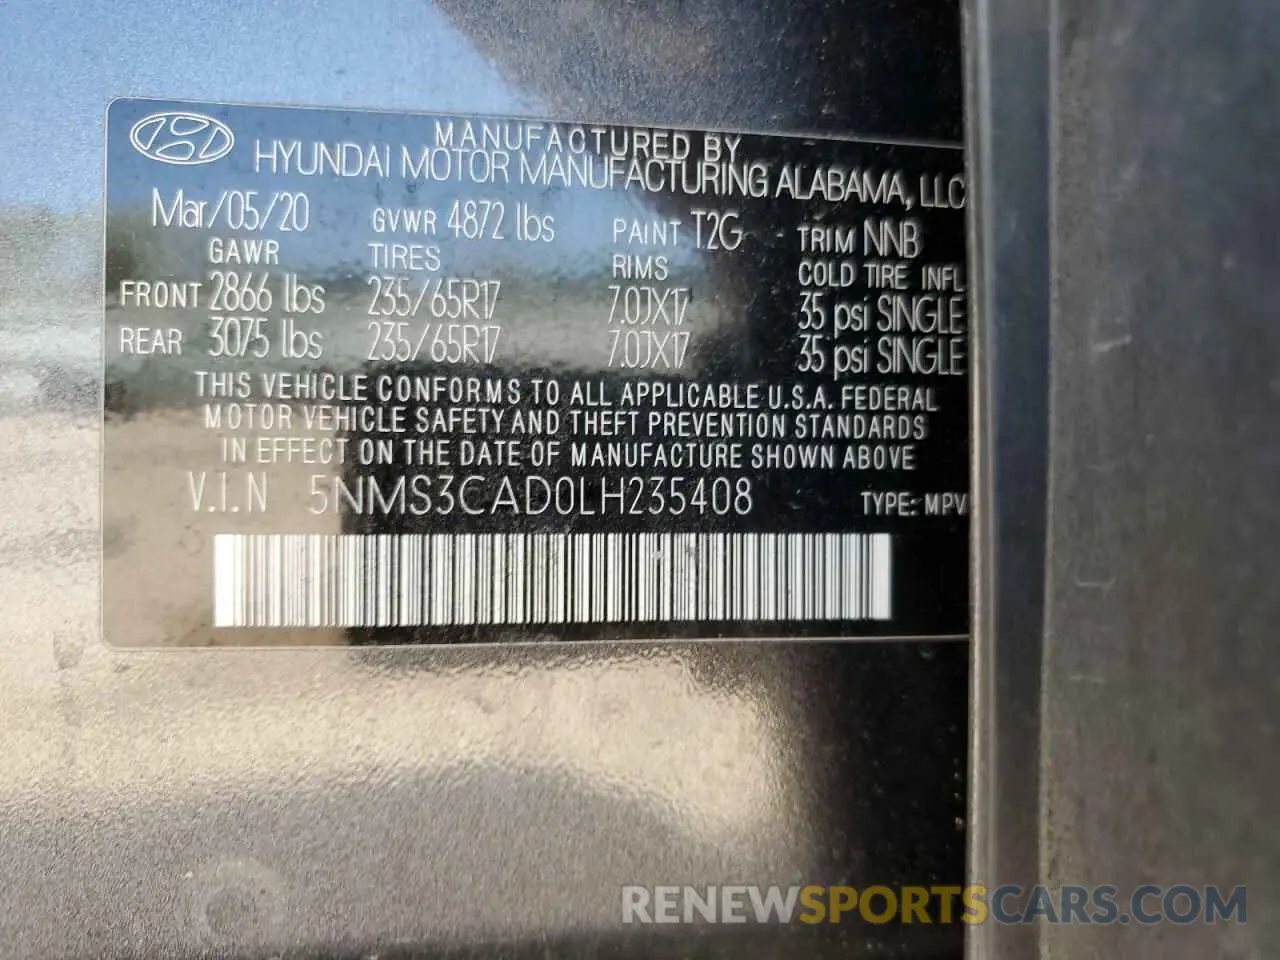 MANUFACTURED BY
HYUNDAI MOTOR MANUFACTURING ALABAMA, LLC
Mar/05/20 GVWR 4872 lbs PAINT T2G TRIM NNB
GAWR TIRES RIMS COLD TIRE INFL
FRONT 2866 lbs 235/65R17 7.0JX17 35 psi SINGLE
REAR 3075 lbs 235/65R17 7.0JX17 35 psi SINGLE
THIS VEHICLE CONFORMS TO ALL APPLICABLE U.S.A. FEDERAL
MOTOR VEHICLE SAFETY AND THEFT PREVENTION STANDARDS
IN EFFECT ON THE DATE OF MANUFACTURE SHOWN ABOVE
V.I.N 5NMS3CAD0LH235408 TYPE: MPV
RENEWSPORTSCARS.COM